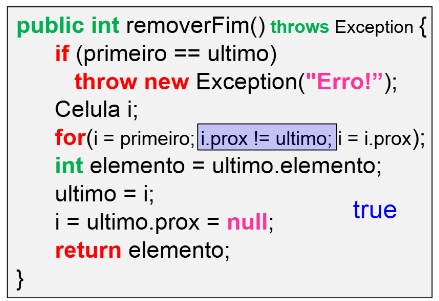 public int removerFim() throws Exception {
if (primeiro == ultimo)
throw new Exception("Erro!”);
Celula i;
for(i = primeiro; i.prox != ultimo; i = i.prox);
int elemento = ultimo.elemento;
ultimo = i;
i = ultimo.prox = null;
true
return elemento;
}